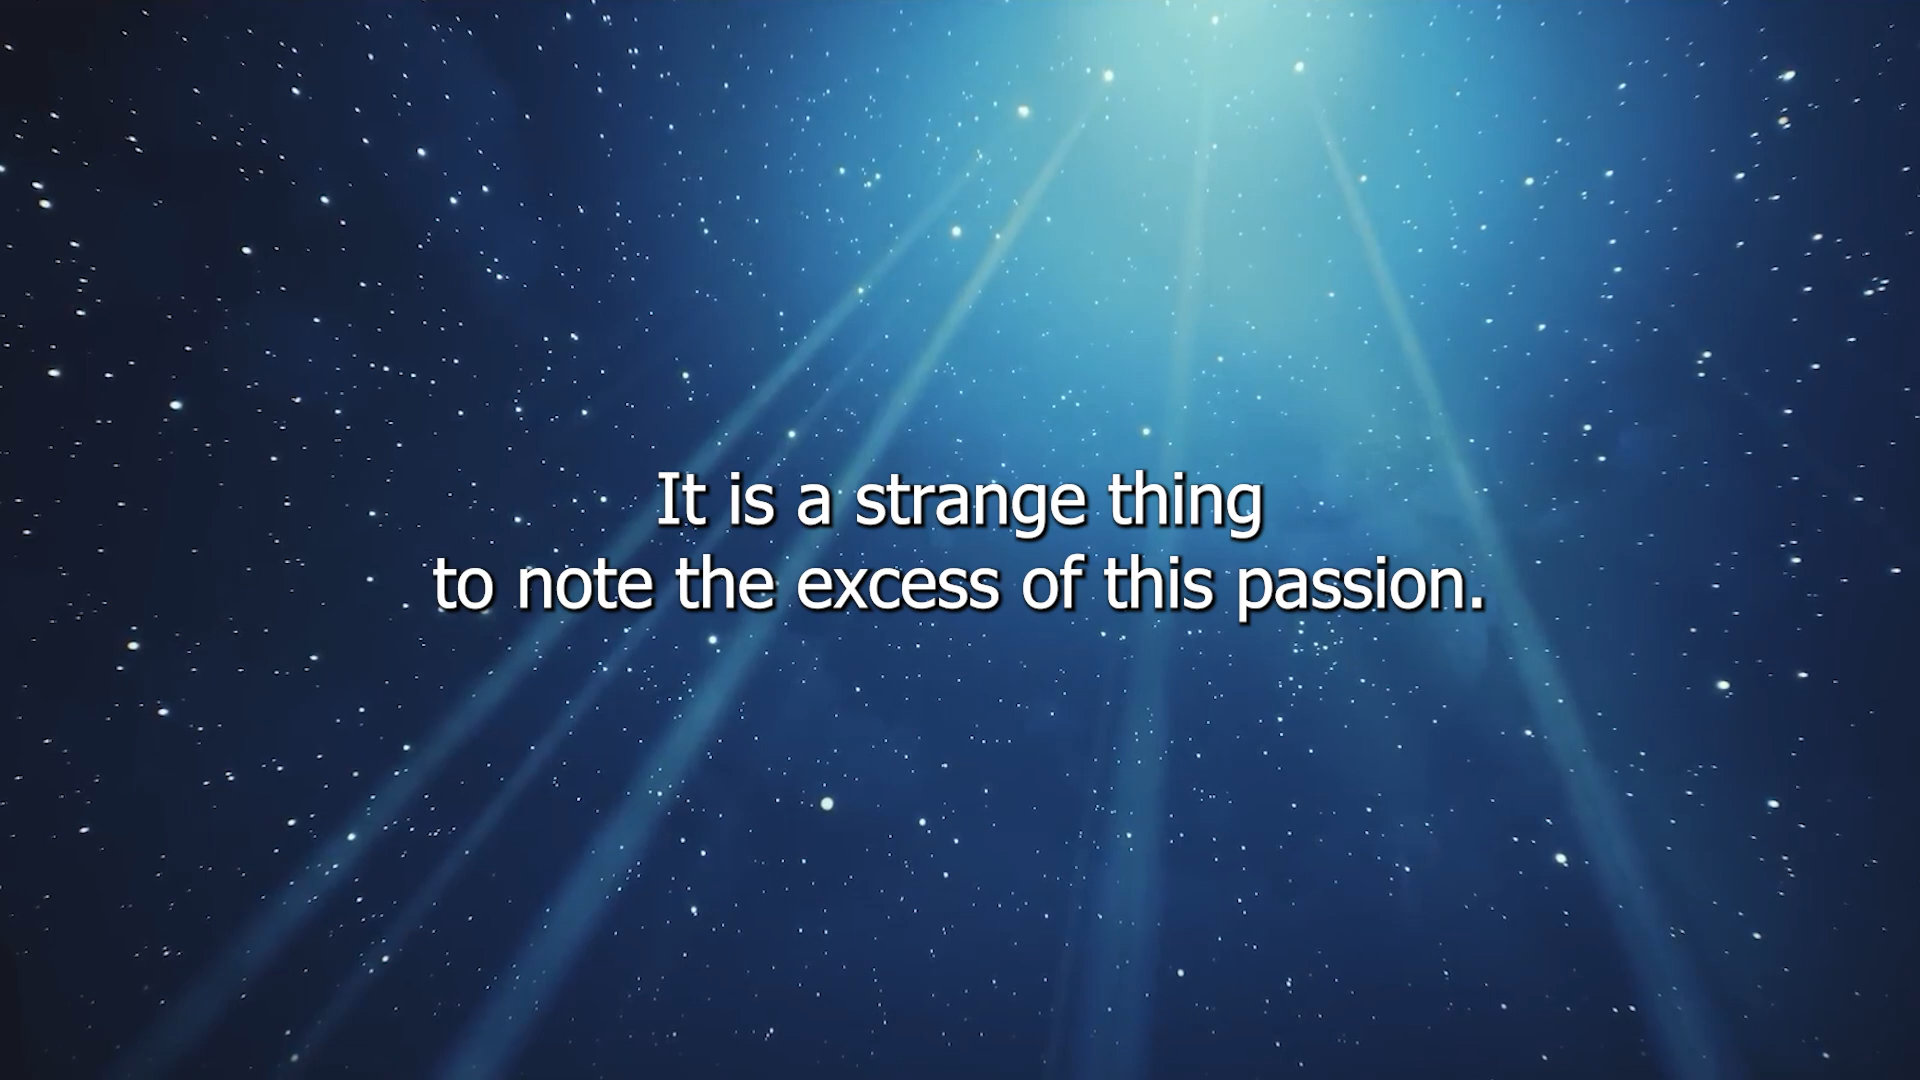 It is a strange thing
to note the excess of this passion.